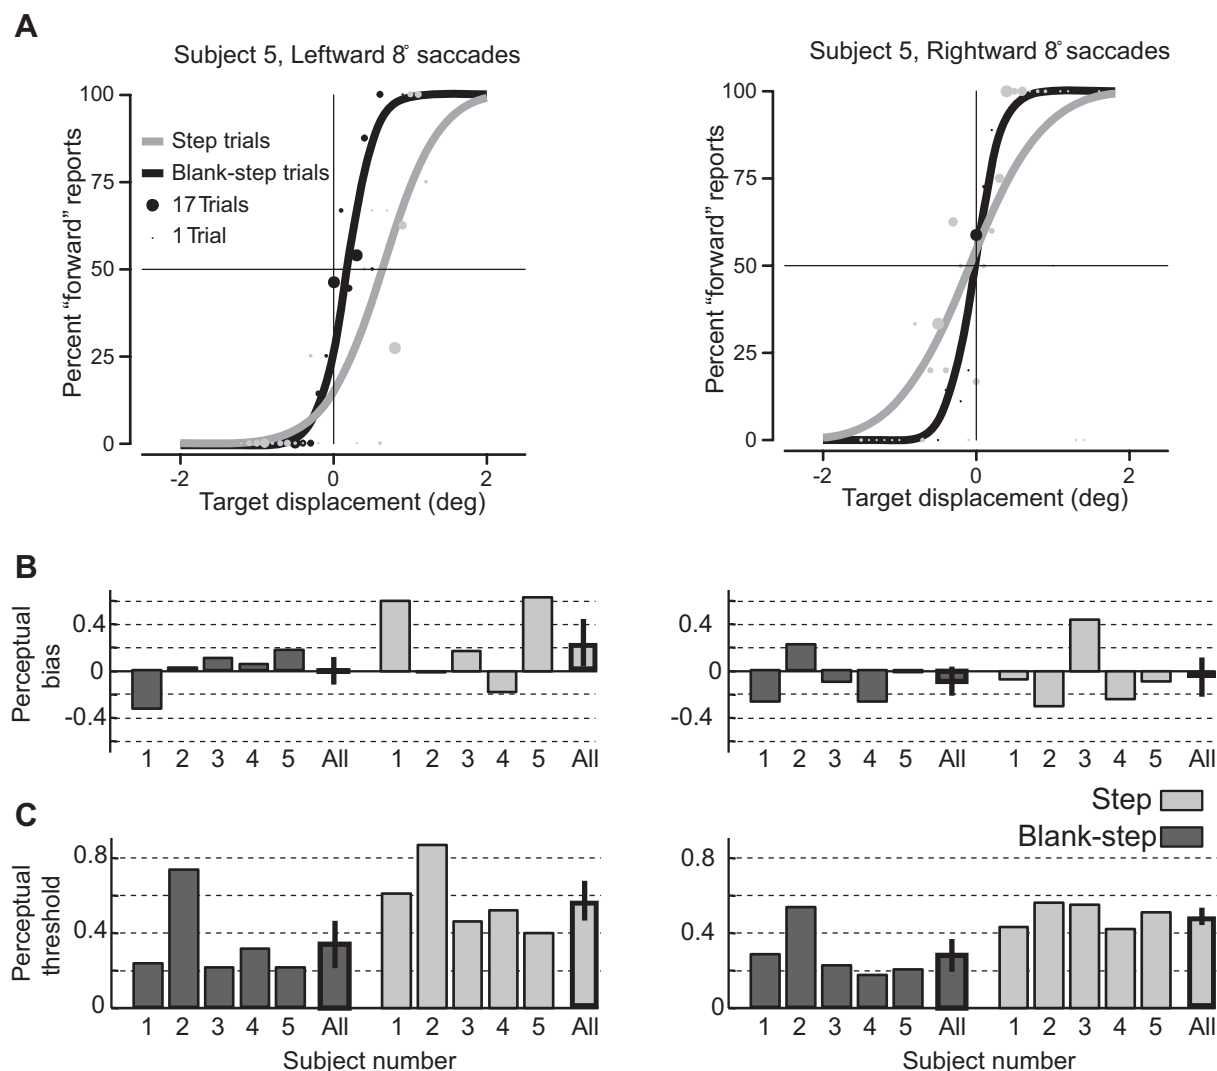 A
Subject 5, Leftward 8° saccades
Percent “forward” reports
100
75
50
25
0
Step trials
Blank-step trials
17 Trials
1 Trial
-2 0 2
Target displacement (deg)
Subject 5, Rightward 8° saccades
Percent “forward” reports
100
75
50
25
0
-2 0 2
Target displacement (deg)
B
Perceptual
bias
0.4
0
-0.4
1 2 3 4 5 All 1 2 3 4 5 All
0.4
0
-0.4
1 2 3 4 5 All 1 2 3 4 5 All
Step
Blank-step
C
Perceptual
threshold
0.8
0.4
0
1 2 3 4 5 All 1 2 3 4 5 All
Subject number
0.8
0.4
0
1 2 3 4 5 All 1 2 3 4 5 All
Subject number